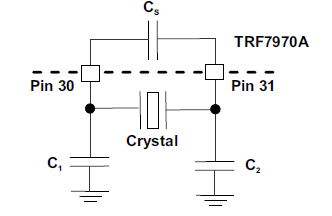 Cs
TRF7970A
Pin 30
Pin 31
Crystal
C1
C2